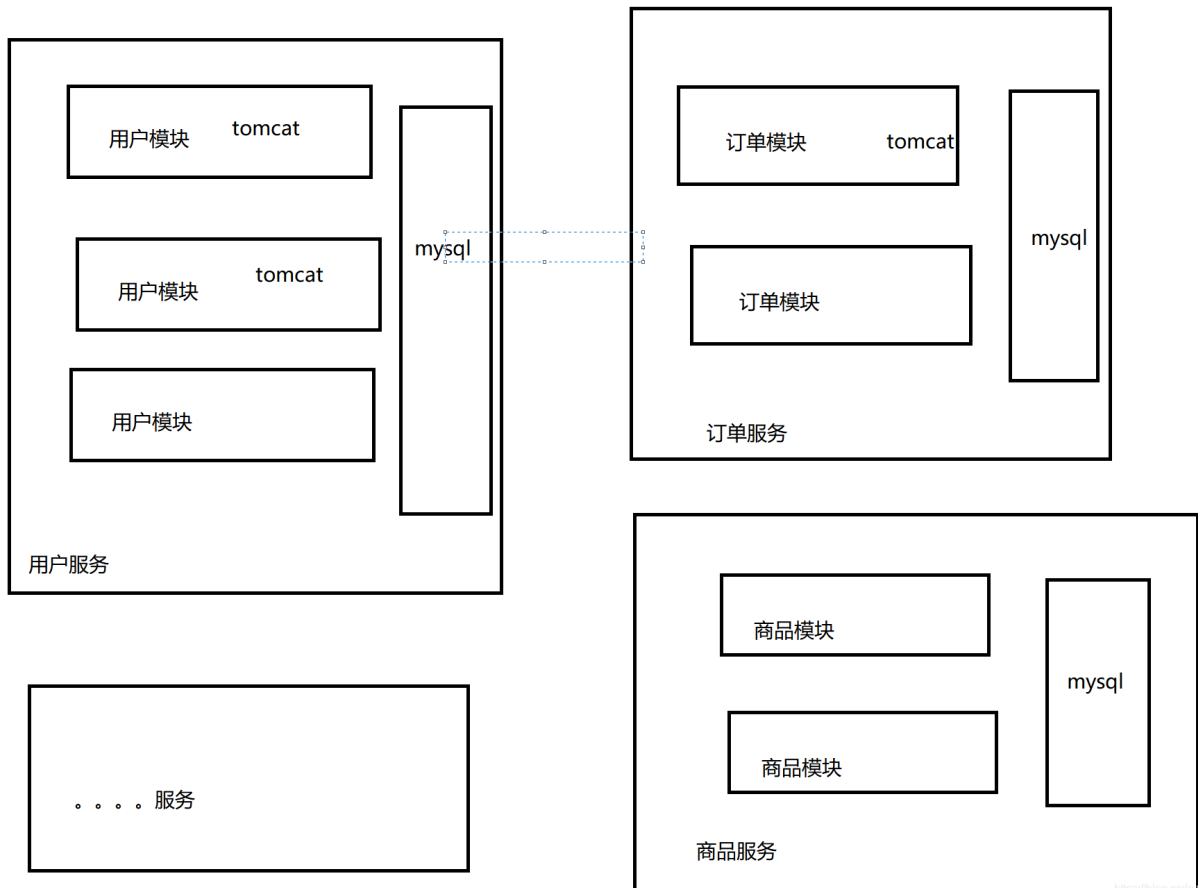 用户模块 tomcat
用户模块 tomcat
用户模块
mysql
用户服务
订单模块 tomcat
订单模块
mysql
订单服务
商品模块
商品模块
mysql
商品服务
。。。。服务